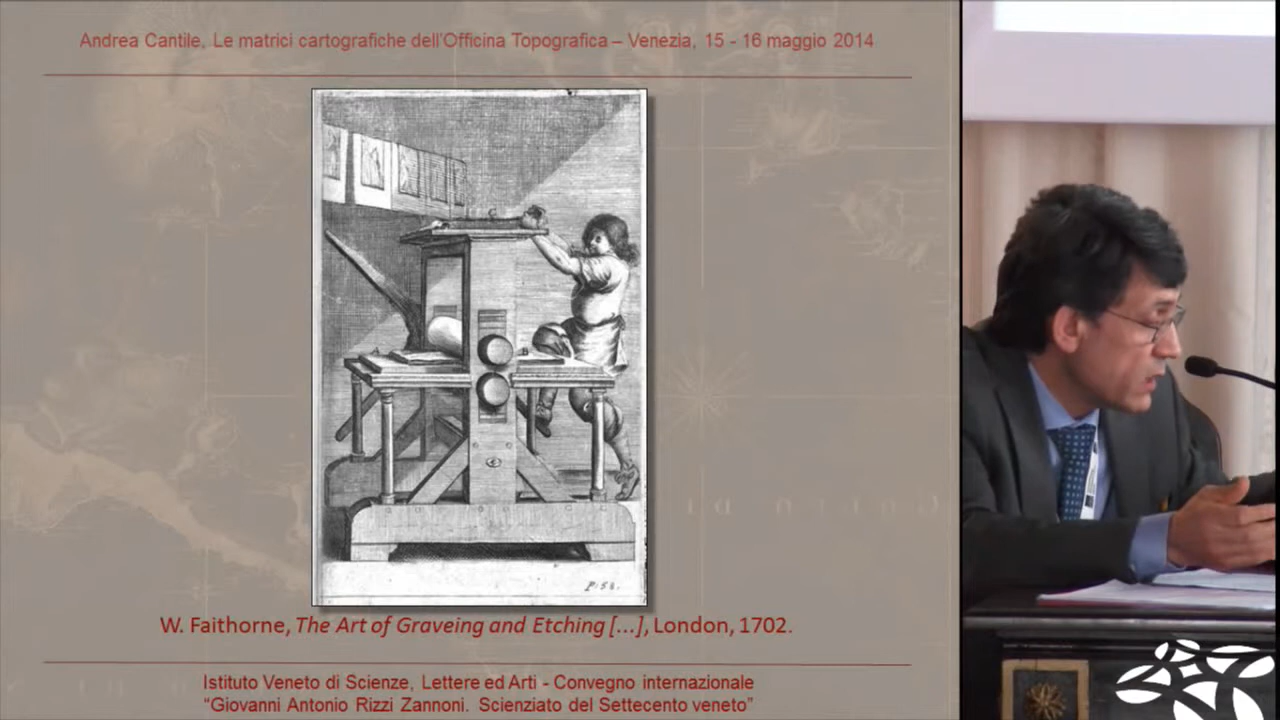 Andrea Cantile, Le matrici cartografiche dell'Officina Topografica – Venezia, 15 - 16 maggio 2014
P. 58.
W. Faithorne, The Art of Graveing and Etching [...], London, 1702.
Istituto Veneto di Scienze, Lettere ed Arti - Convegno internazionale
"Giovanni Antonio Rizzi Zannoni. Scienziato del Settecento veneto"